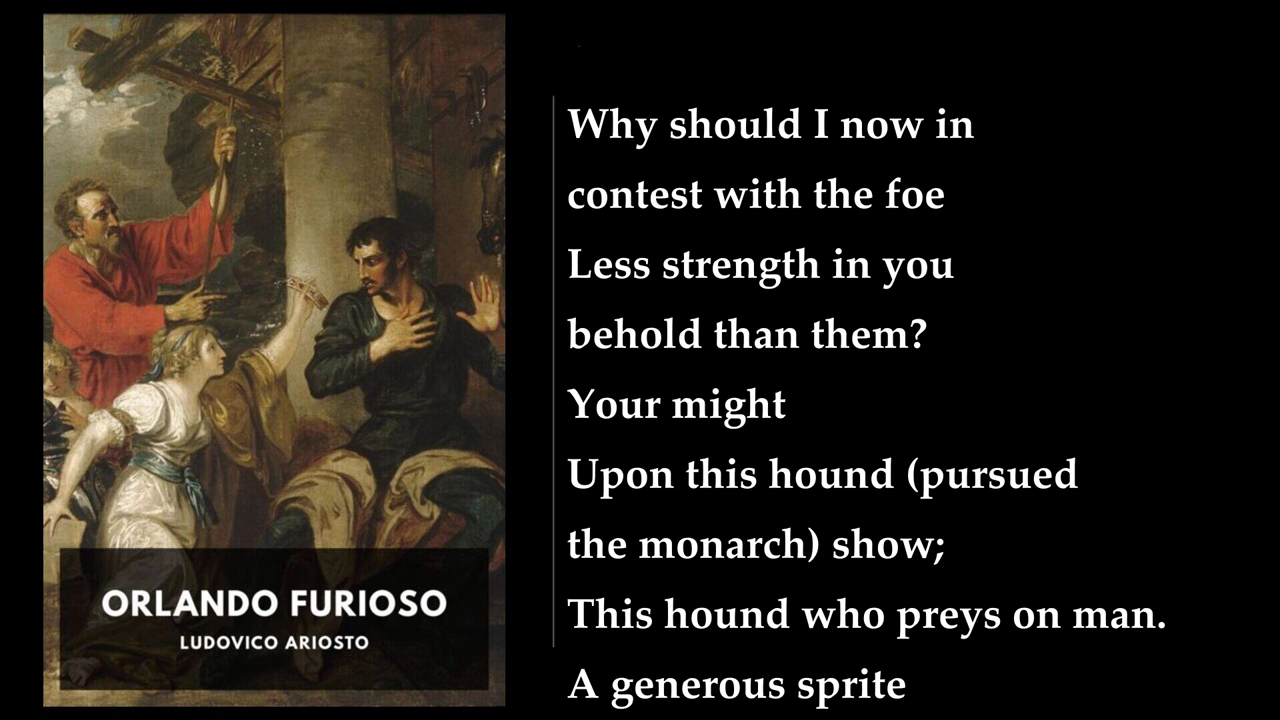 ORLANDO FURIOSO
LUDOVICO ARIOSTO
Why should I now in
contest with the foe
Less strength in you
behold than them?
Your might
Upon this hound (pursued
the monarch) show;
This hound who preys on man.
A generous sprite